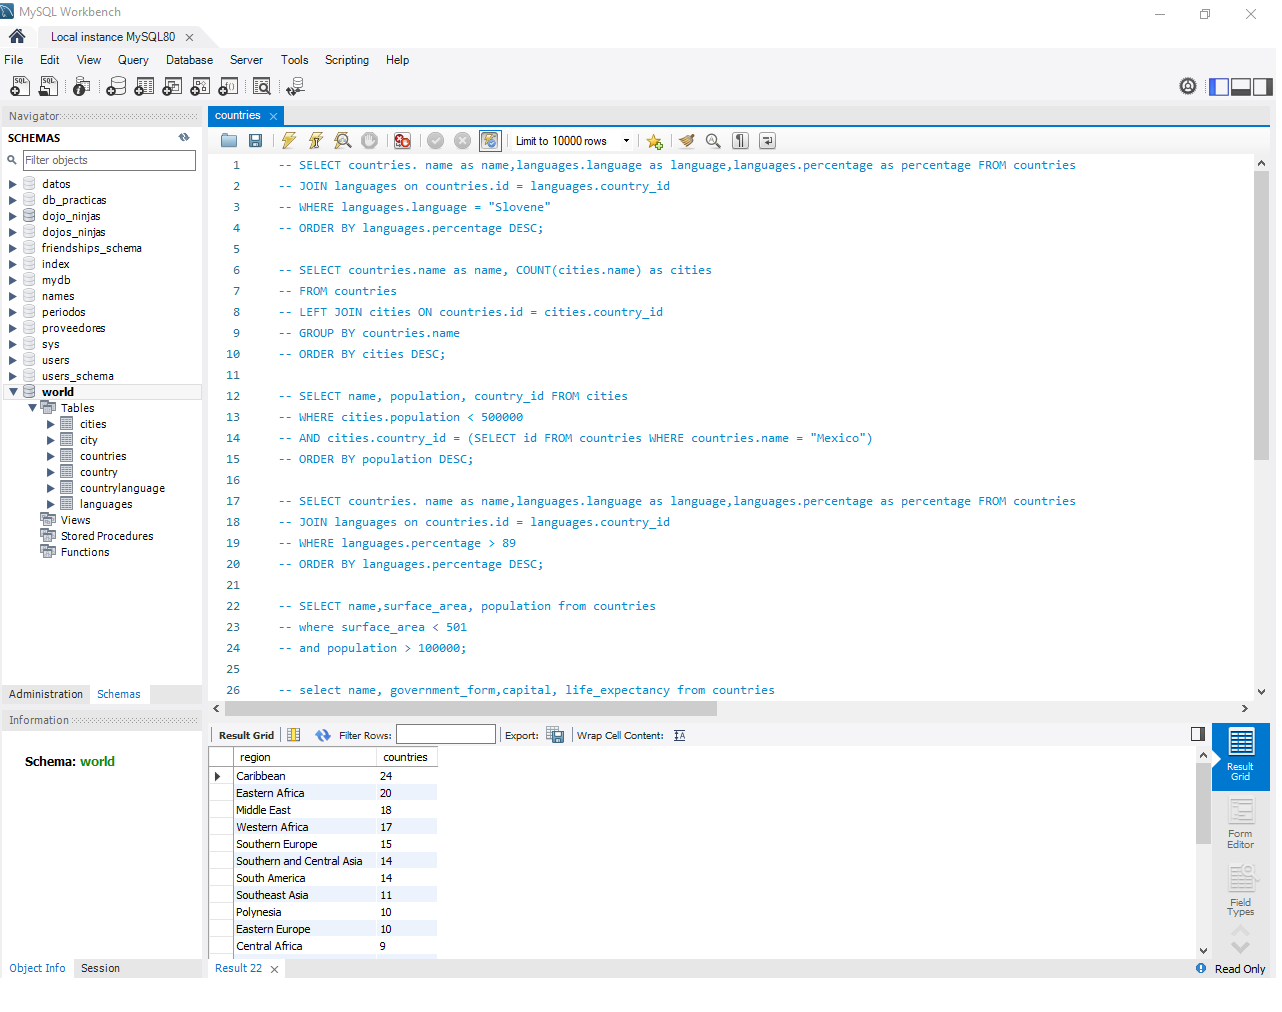 MySQL Workbench
Local instance MySQL80
File Edit View Query Database Server Tools Scripting Help
Navigator
SCHEMAS
Filter objects
datos
db_practicas
dojo_ninjas
dojos_ninjas
friendships_schema
index
mydb
names
periodos
proveedores
sys
users
users_schema
world
Tables
cities
city
countries
country
countrylanguage
languages
Views
Stored Procedures
Functions
Administration Schemas
Information
Schema: world
Object Info Session
countries
Limit to 10000 rows
1 -- SELECT countries. name as name,languages.language as language,languages.percentage as percentage FROM countries
2 -- JOIN languages on countries.id = languages.country_id
3 -- WHERE languages.language = "Slovene"
4 -- ORDER BY languages.percentage DESC;
5
6 -- SELECT countries.name as name, COUNT(cities.name) as cities
7 -- FROM countries
8 -- LEFT JOIN cities ON countries.id = cities.country_id
9 -- GROUP BY countries.name
10 -- ORDER BY cities DESC;
11
12 -- SELECT name, population, country_id FROM cities
13 -- WHERE cities.population < 500000
14 -- AND cities.country_id = (SELECT id FROM countries WHERE countries.name = "Mexico")
15 -- ORDER BY population DESC;
16
17 -- SELECT countries. name as name,languages.language as language,languages.percentage as percentage FROM countries
18 -- JOIN languages on countries.id = languages.country_id
19 -- WHERE languages.percentage > 89
20 -- ORDER BY languages.percentage DESC;
21
22 -- SELECT name,surface_area, population from countries
23 -- where surface_area < 501
24 -- and population > 100000;
25
26 -- select name, government_form,capital, life_expectancy from countries
Result Grid Filter Rows: Export: Wrap Cell Content:
region countries
Caribbean 24
Eastern Africa 20
Middle East 18
Western Africa 17
Southern Europe 15
Southern and Central Asia 14
South America 14
Southeast Asia 11
Polynesia 10
Eastern Europe 10
Central Africa 9
Result
Grid
Form
Editor
Field
Types
Result 22
Read Only